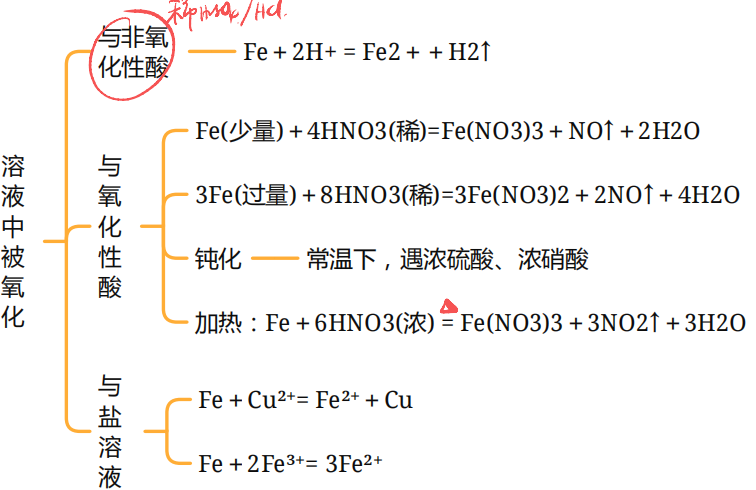 稀H₂SO₄/HCl.
与非氧
化性酸
Fe+2H+ = Fe2++H2↑
溶液中被氧化
与氧化性酸
Fe(少量)+4HNO3(稀)=Fe(NO3)3+NO↑+2H2O
3Fe(过量)+8HNO3(稀)=3Fe(NO3)2+2NO↑+4H2O
钝化
常温下，遇浓硫酸、浓硝酸
加热：Fe+6HNO3(浓) = Fe(NO3)3+3NO2↑+3H2O
与盐溶液
Fe+Cu²⁺= Fe²⁺+Cu
Fe+2Fe³⁺= 3Fe²⁺